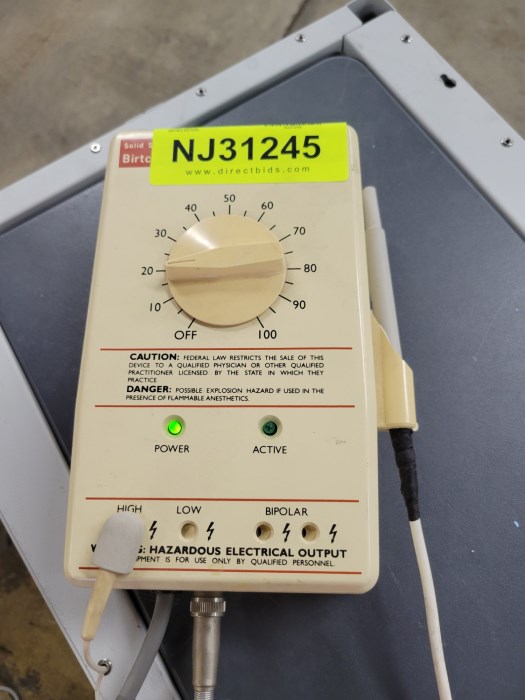 Solid S
Birtc
NJ31245
www.directbids.com
50
40 60
30 70
20 80
10 90
OFF 100
CAUTION: FEDERAL LAW RESTRICTS THE SALE OF THIS
DEVICE TO A QUALIFIED PHYSICIAN OR OTHER QUALIFIED
PRACTITIONER LICENSED BY THE STATE IN WHICH THEY
PRACTICE
DANGER: POSSIBLE EXPLOSION HAZARD IF USED IN THE
PRESENCE OF FLAMMABLE ANESTHETICS.
POWER ACTIVE
HIGH LOW BIPOLAR
HAZARDOUS ELECTRICAL OUTPUT
IS FOR USE ONLY BY QUALIFIED PERSONNEL